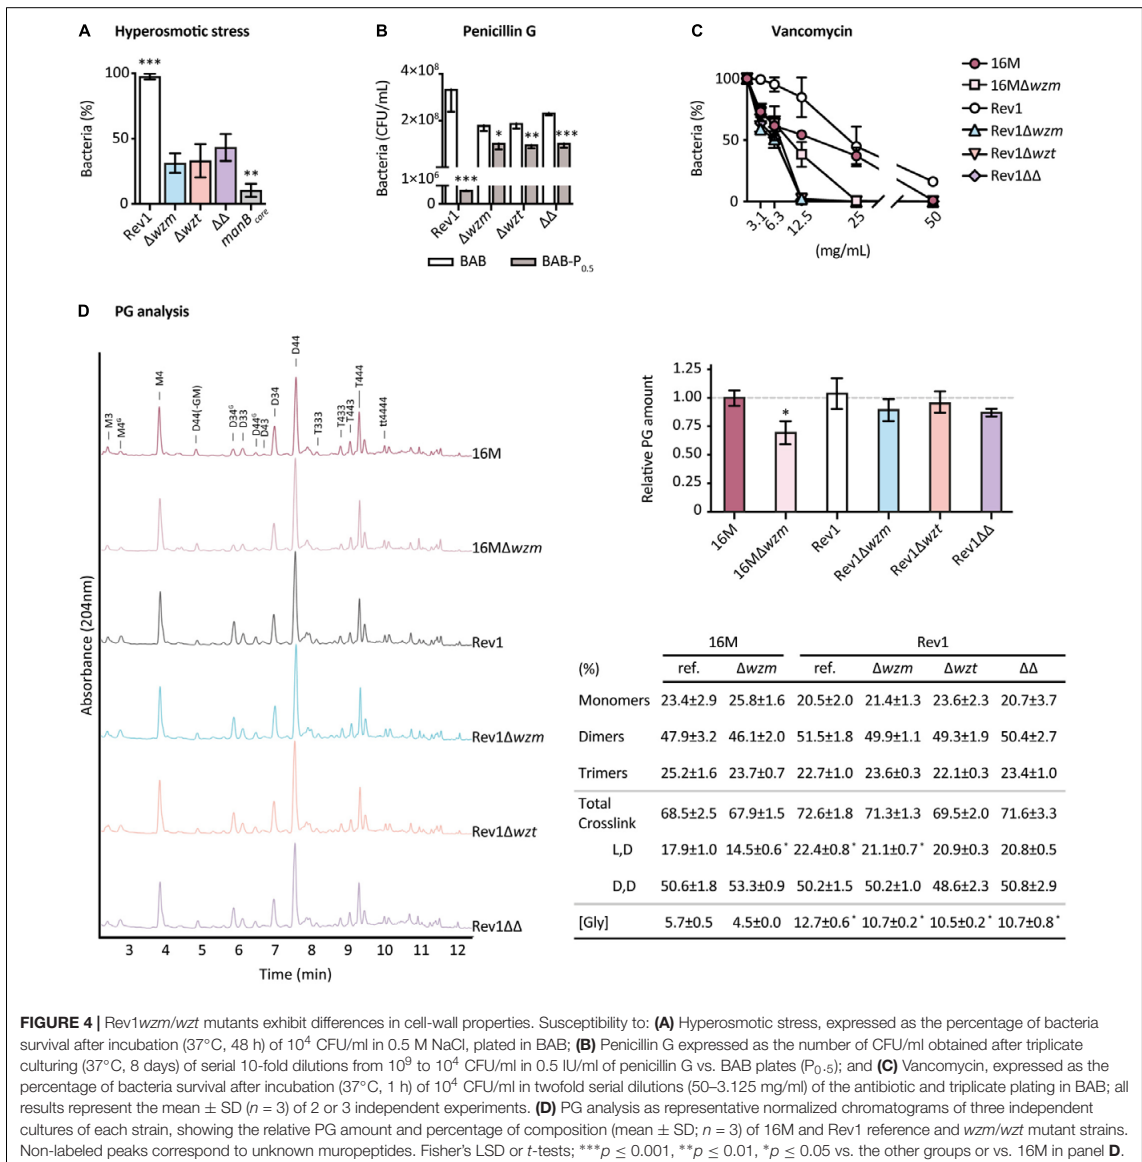 A Hyperosmotic stress
Bacteria (%)
100
50
0
***
**
Rev1
Δwzm
Δwzt
ΔΔ
manB core
B Penicillin G
Bacteria (CFU/mL)
4×10⁸
2×10⁸
1×10⁶
0
***
*
**
***
Rev1
Δwzm
Δwzt
ΔΔ
BAB BAB-P₀.₅
C Vancomycin
Bacteria (%)
100
50
0
3.1
6.3
12.5
25
50
(mg/mL)
16M
16MΔwzm
Rev1
Rev1Δwzm
Rev1Δwzt
Rev1ΔΔ
D PG analysis
Absorbance (204nm)
M3
M4ᴳ
M4
D44(-GM)
D34ᴳ
D33
D44ᴳ
D43
D34
D44
T333
T433
T443
T444
tt4444
16M
16MΔwzm
Rev1
Rev1Δwzm
Rev1Δwzt
Rev1ΔΔ
3 4 5 6 7 8 9 10 11 12
Time (min)
Relative PG amount
1.25
1.00
0.75
0.50
0.25
0
*
16M
16MΔwzm
Rev1
Rev1Δwzm
Rev1Δwzt
Rev1ΔΔ
16M Rev1
(%) ref. Δwzm ref. Δwzm Δwzt ΔΔ
Monomers 23.4±2.9 25.8±1.6 20.5±2.0 21.4±1.3 23.6±2.3 20.7±3.7
Dimers 47.9±3.2 46.1±2.0 51.5±1.8 49.9±1.1 49.3±1.9 50.4±2.7
Trimers 25.2±1.6 23.7±0.7 22.7±1.0 23.6±0.3 22.1±0.3 23.4±1.0
Total
Crosslink 68.5±2.5 67.9±1.5 72.6±1.8 71.3±1.3 69.5±2.0 71.6±3.3
L,D 17.9±1.0 14.5±0.6* 22.4±0.8* 21.1±0.7* 20.9±0.3 20.8±0.5
D,D 50.6±1.8 53.3±0.9 50.2±1.5 50.2±1.0 48.6±2.3 50.8±2.9
[Gly] 5.7±0.5 4.5±0.0 12.7±0.6* 10.7±0.2* 10.5±0.2* 10.7±0.8*
FIGURE 4 | Rev1wzm/wzt mutants exhibit differences in cell-wall properties. Susceptibility to: (A) Hyperosmotic stress, expressed as the percentage of bacteria
survival after incubation (37°C, 48 h) of 10⁴ CFU/ml in 0.5 M NaCl, plated in BAB; (B) Penicillin G expressed as the number of CFU/ml obtained after triplicate
culturing (37°C, 8 days) of serial 10-fold dilutions from 10⁹ to 10⁴ CFU/ml in 0.5 IU/ml of penicillin G vs. BAB plates (P₀.₅); and (C) Vancomycin, expressed as the
percentage of bacteria survival after incubation (37°C, 1 h) of 10⁴ CFU/ml in twofold serial dilutions (50–3.125 mg/ml) of the antibiotic and triplicate plating in BAB; all
results represent the mean ± SD (n = 3) of 2 or 3 independent experiments. (D) PG analysis as representative normalized chromatograms of three independent
cultures of each strain, showing the relative PG amount and percentage of composition (mean ± SD; n = 3) of 16M and Rev1 reference and wzm/wzt mutant strains.
Non-labeled peaks correspond to unknown muropeptides. Fisher's LSD or t-tests; ***p ≤ 0.001, **p ≤ 0.01, *p ≤ 0.05 vs. the other groups or vs. 16M in panel D.